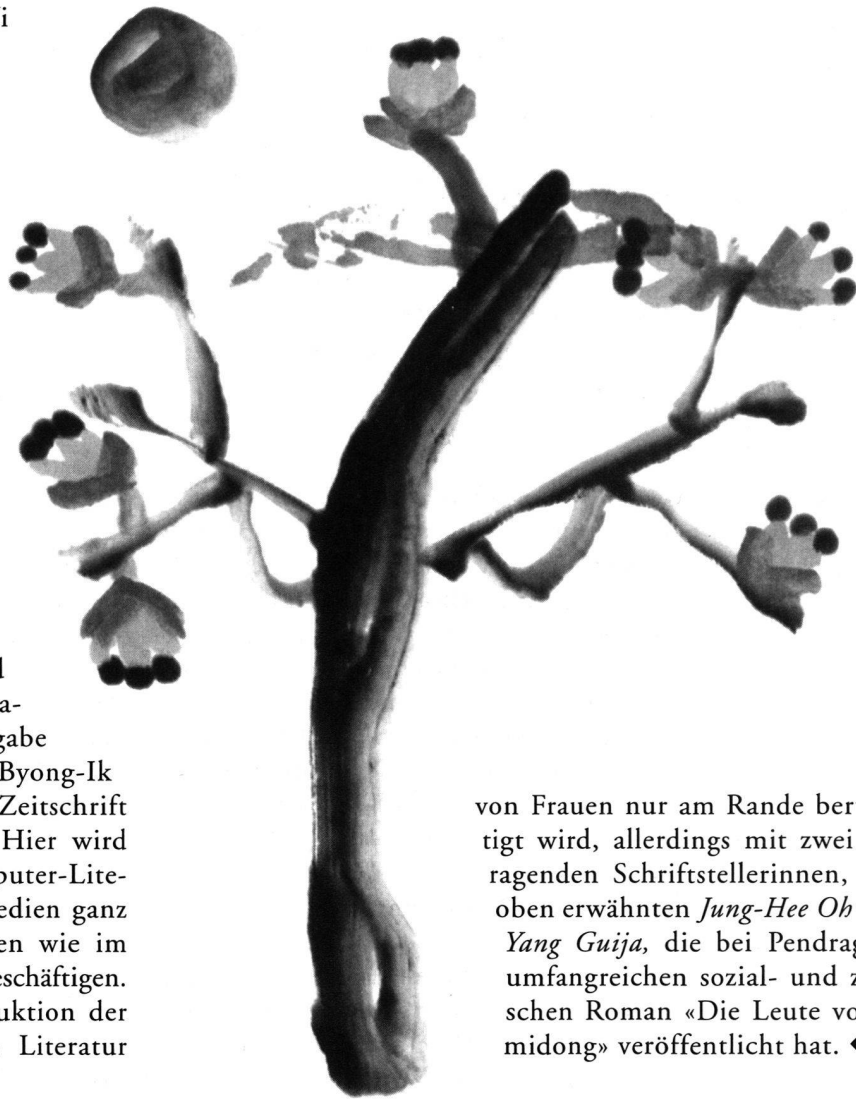 i
a-
gabe
Byong-Ik
Zeitschrift
Hier wird
puter-Lite-
edien ganz
en wie im
eschäftigen.
uktion der
Literatur
von Frauen nur am Rande ber
tigt wird, allerdings mit zwei
ragenden Schriftstellerinnen,
oben erwähnten Jung-Hee Oh
Yang Guija, die bei Pendrag
umfangreichen sozial- und z
schen Roman «Die Leute vo
midong» veröffentlicht hat.